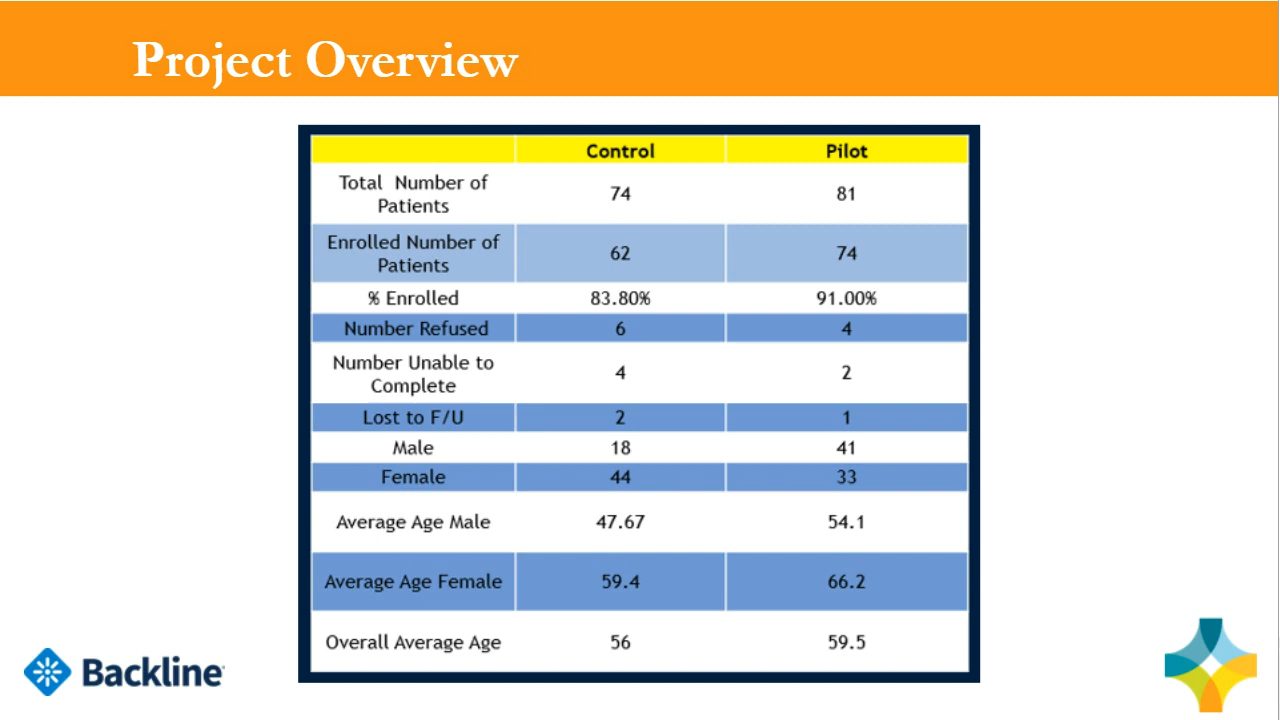 Project Overview
Control Pilot
Total Number of
Patients
74 81
Enrolled Number of
Patients
62 74
% Enrolled 83.80% 91.00%
Number Refused 6 4
Number Unable to
Complete
4 2
Lost to F/U 2 1
Male 18 41
Female 44 33
Average Age Male 47.67 54.1
Average Age Female 59.4 66.2
Overall Average Age 56 59.5
Backline